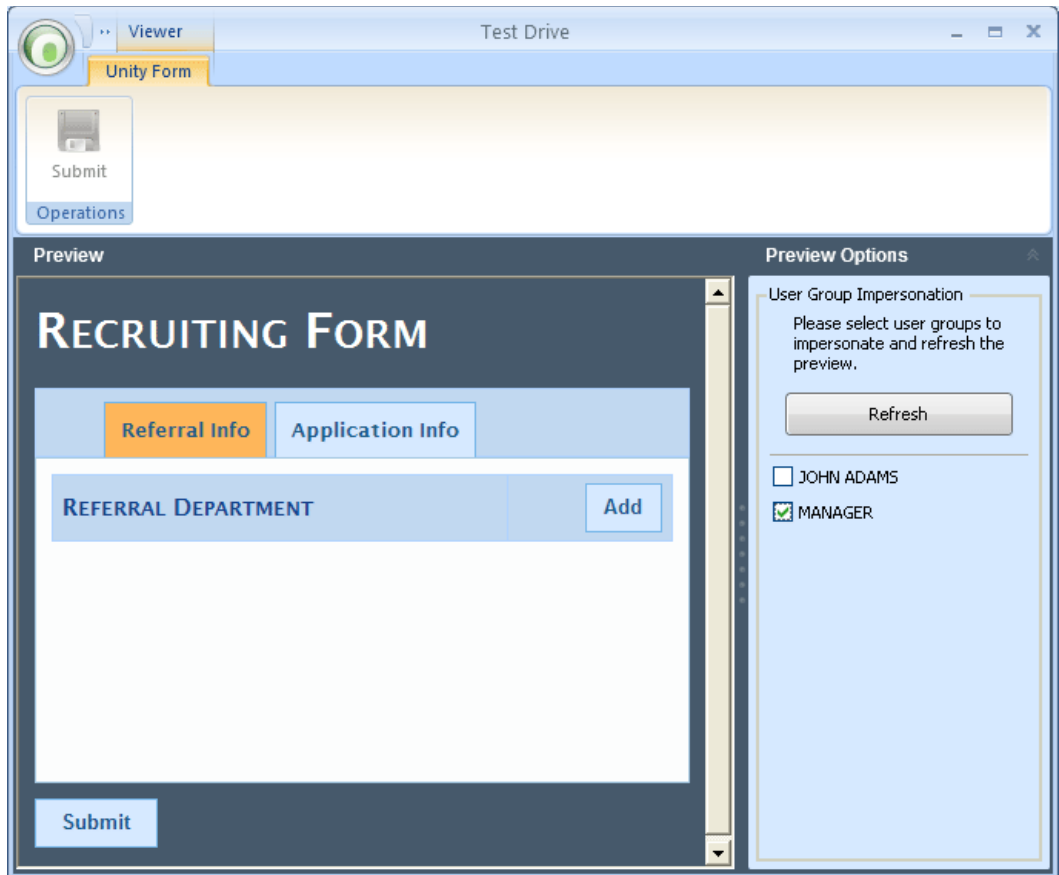 Viewer
Test Drive
Unity Form
Submit
Operations
Preview
RECRUITING FORM
Referral Info
Application Info
REFERRAL DEPARTMENT
Add
Submit
Preview Options
User Group Impersonation
Please select user groups to
impersonate and refresh the
preview.
Refresh
JOHN ADAMS
MANAGER